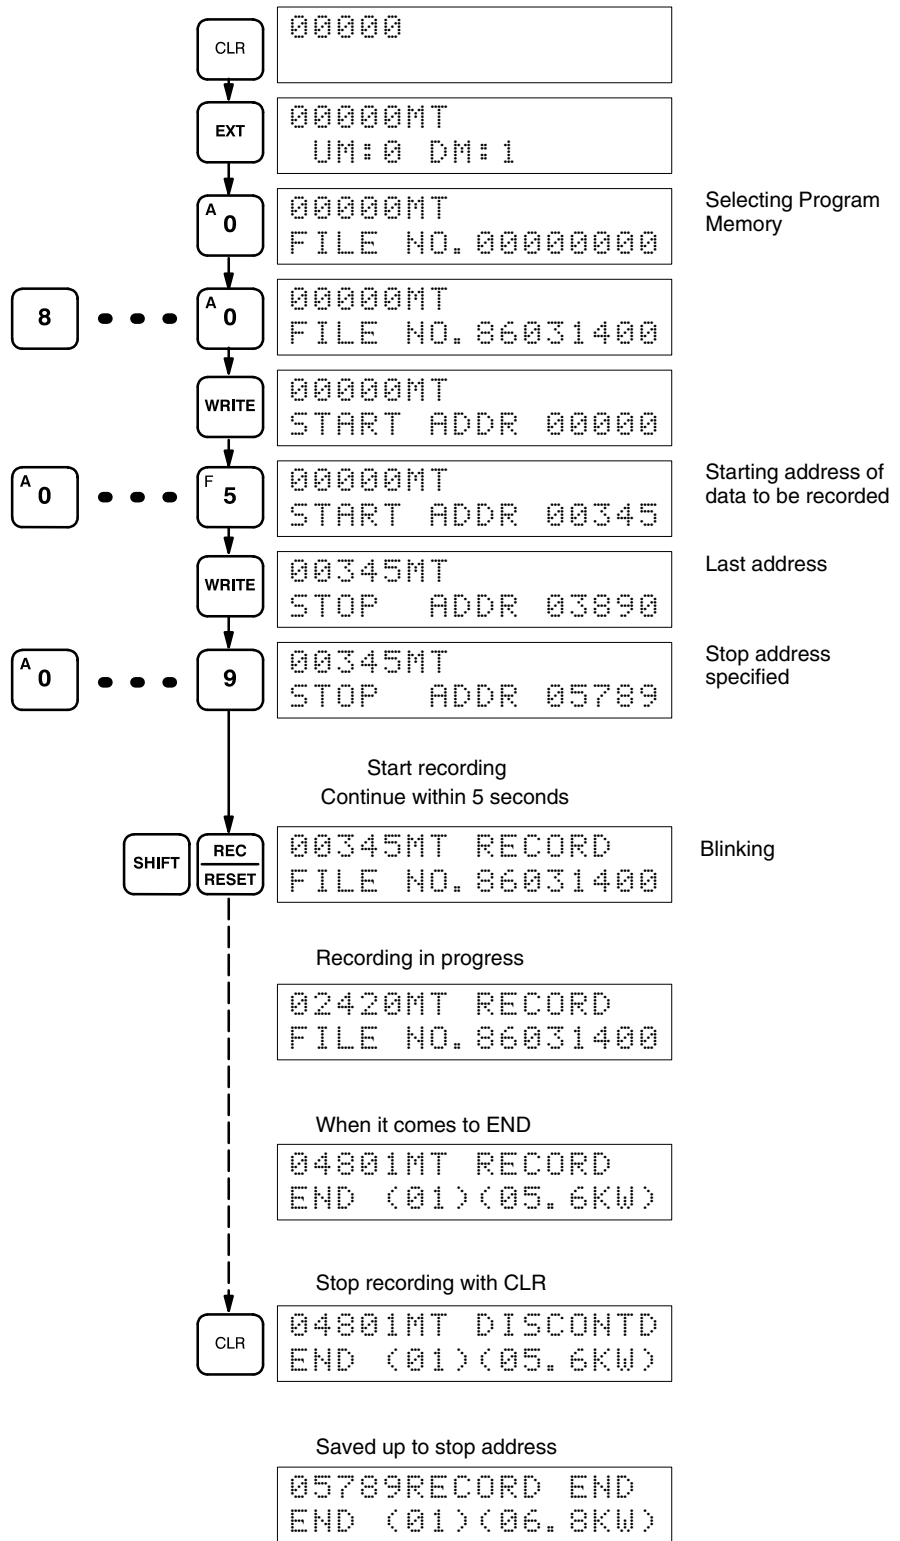 CLR
00000
EXT
00000MT
UM:0 DM:1
A
0
00000MT
FILE NO.00000000
Selecting Program
Memory
8
A
0
00000MT
FILE NO.86031400
WRITE
00000MT
START ADDR 00000
A
0
F
5
00000MT
START ADDR 00345
Starting address of
data to be recorded
WRITE
00345MT
STOP ADDR 03890
Last address
A
0
9
00345MT
STOP ADDR 05789
Stop address
specified
Start recording
Continue within 5 seconds
SHIFT
REC
RESET
00345MT RECORD
FILE NO.86031400
Blinking
Recording in progress
02420MT RECORD
FILE NO.86031400
When it comes to END
04801MT RECORD
END (01)(05.6KW)
Stop recording with CLR
CLR
04801MT DISCONTD
END (01)(05.6KW)
Saved up to stop address
05789RECORD END
END (01)(06.8KW)